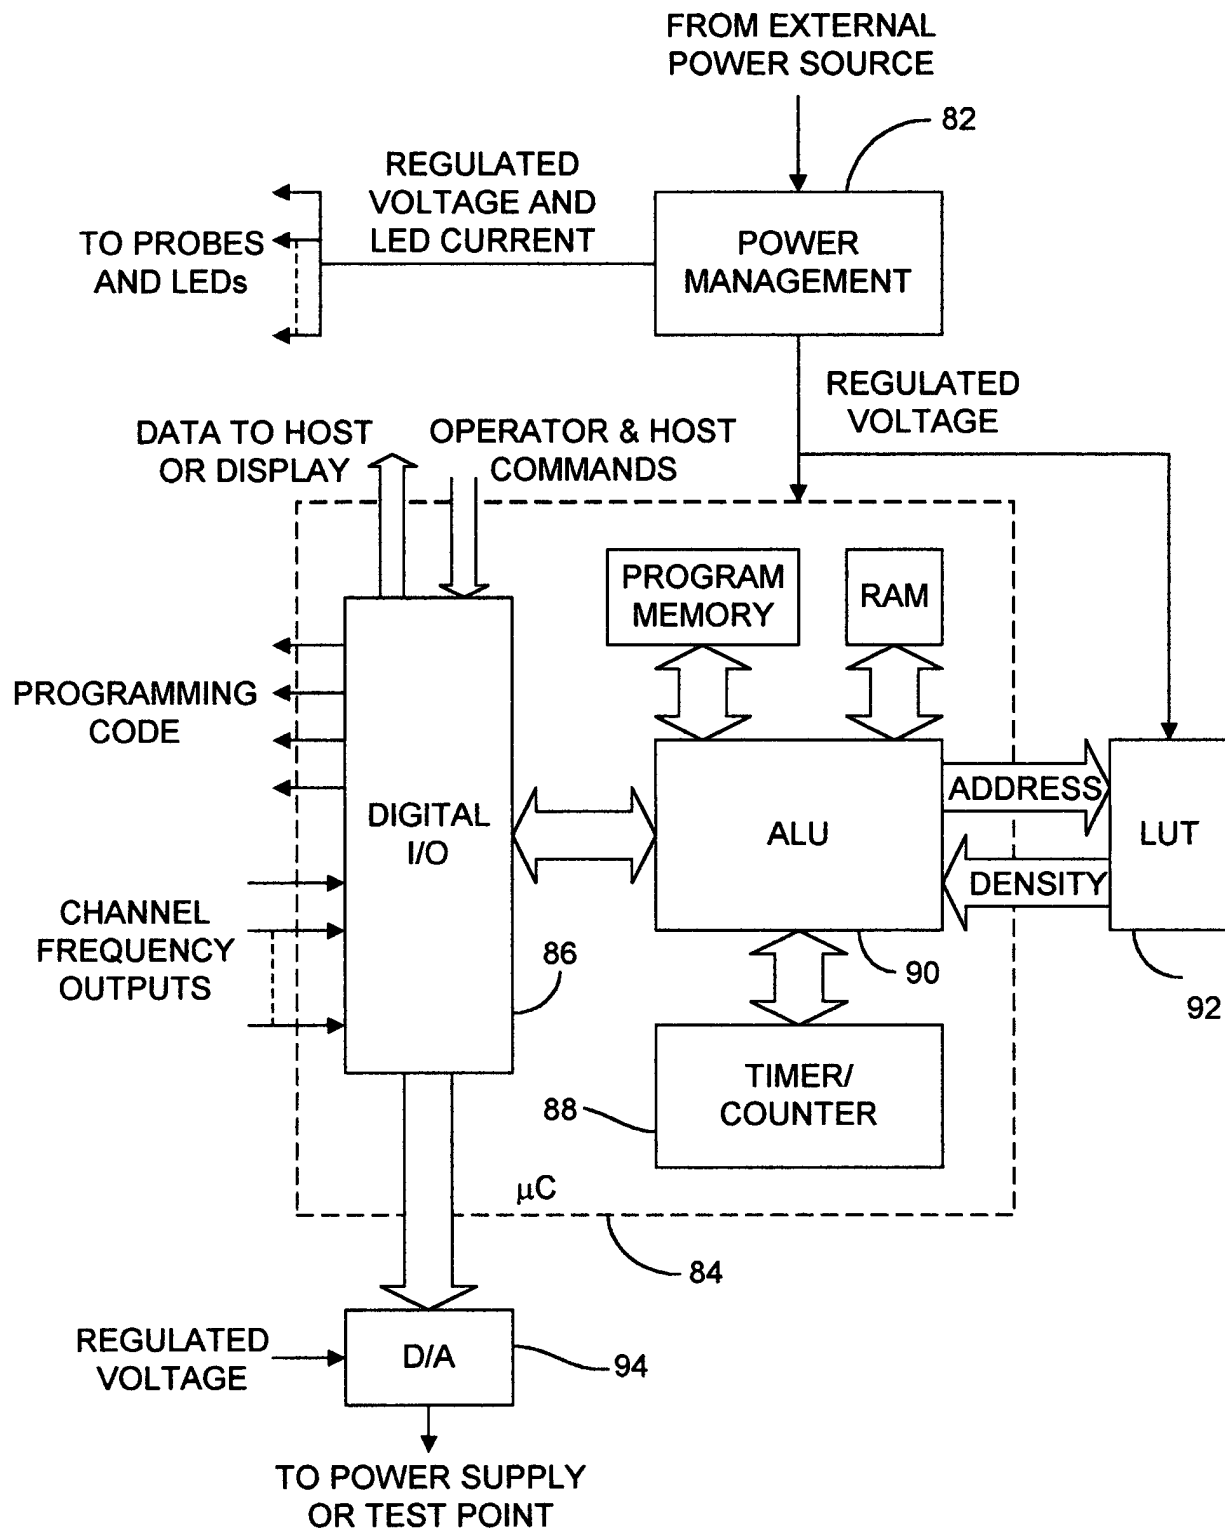 FROM EXTERNAL
POWER SOURCE
82
REGULATED
VOLTAGE AND
LED CURRENT
TO PROBES
AND LEDs
POWER
MANAGEMENT
REGULATED
VOLTAGE
DATA TO HOST
OR DISPLAY
OPERATOR & HOST
COMMANDS
PROGRAM
MEMORY
RAM
PROGRAMMING
CODE
DIGITAL
I/O
ALU
ADDRESS
LUT
DENSITY
CHANNEL
FREQUENCY
OUTPUTS
86
90
92
TIMER/
COUNTER
88
μC
84
REGULATED
VOLTAGE
D/A
94
TO POWER SUPPLY
OR TEST POINT